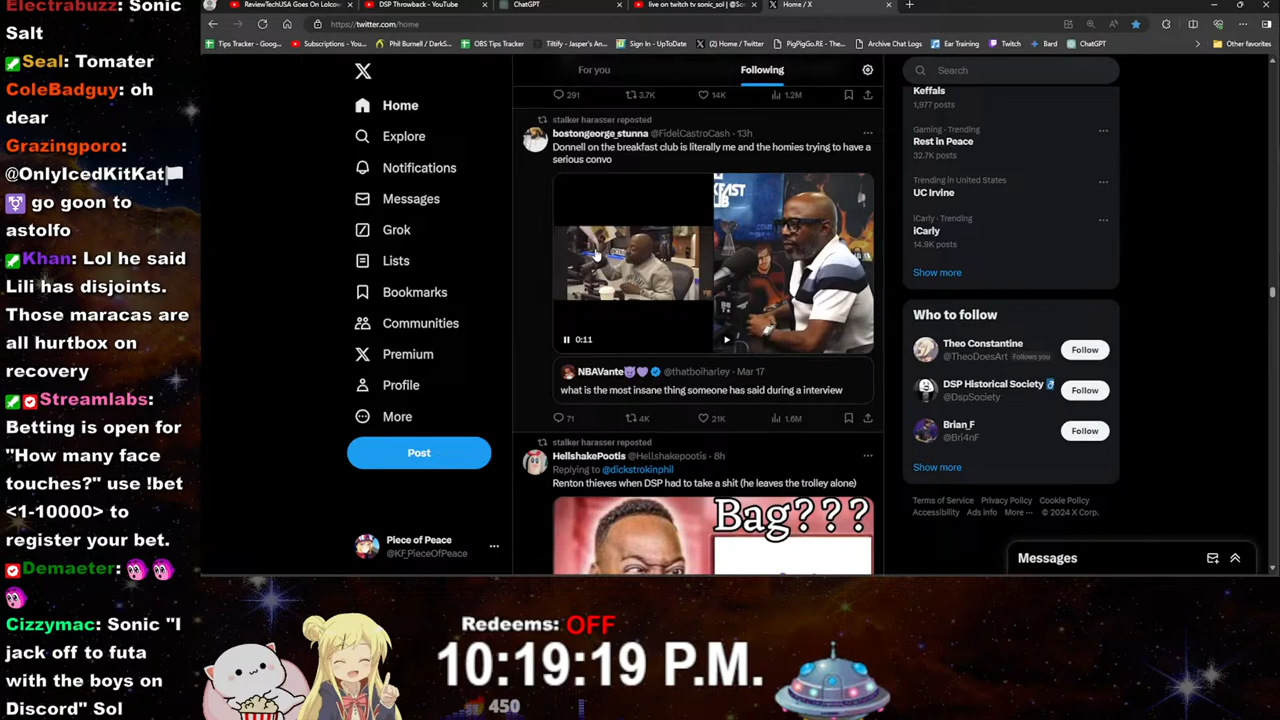 Electrabuzz: Sonic
Salt
Seal: Tomater
ColeBadguy: oh
dear
Grazingporo:
@OnlyIcedKitKat
go goon to
astolfo
Khan: Lol he said
Lili has disjoints.
Those maracas are
all hurtbox on
recovery
Streamlabs:
Betting is open for
"How many face
touches?" use !bet
<1-10000> to
register your bet.
Demaeter:
Cizzymac: Sonic "I
jack off to futa
with the boys on
Discord" Sol
ReviewTechUSA Goes On Lolcow
DSP Throwback - YouTube
ChatGPT
live on twitch tv sonic_sol | @So
Home / X
https://twitter.com/home
Tips Tracker - Goog...
Subscriptions - You...
Phil Burnell / DarkS...
OBS Tips Tracker
Tiltify - Jasper's An...
Sign In - UpToDate
Home / Twitter
PigPigGo.RE - The...
Archive Chat Logs
Ear Training
Twitch
Bard
ChatGPT
Other favorites
Home
Explore
Notifications
Messages
Grok
Lists
Bookmarks
Communities
Premium
Profile
More
Post
Piece of Peace
@KF_PieceOfPeace
For you
Following
291
3.7K
14K
1.2M
stalker harasser reposted
bostongeorge_stunna @FidelCastroCash · 13h
Donnell on the breakfast club is literally me and the homies trying to have a
serious convo
0:11
NBAVante @thatboiharley · Mar 17
what is the most insane thing someone has said during a interview
71
4K
21K
1.6M
stalker harasser reposted
HellshakePootis @Hellshakepootis · 8h
Replying to @dickstrokinphil
Renton thieves when DSP had to take a shit (he leaves the trolley alone)
Bag???
Search
Keffals
1,977 posts
Gaming · Trending
Rest in Peace
32.7K posts
Trending in United States
UC Irvine
iCarly · Trending
iCarly
14.9K posts
Show more
Who to follow
Theo Constantine
@TheoDoesArt Follows you
Follow
DSP Historical Society
@DspSociety
Follow
Brian_F
@Bri4nF
Follow
Show more
Terms of Service Privacy Policy Cookie Policy
Accessibility Ads info More ··· © 2024 X Corp.
Messages
Redeems: OFF
10:19:19 P.M.
450